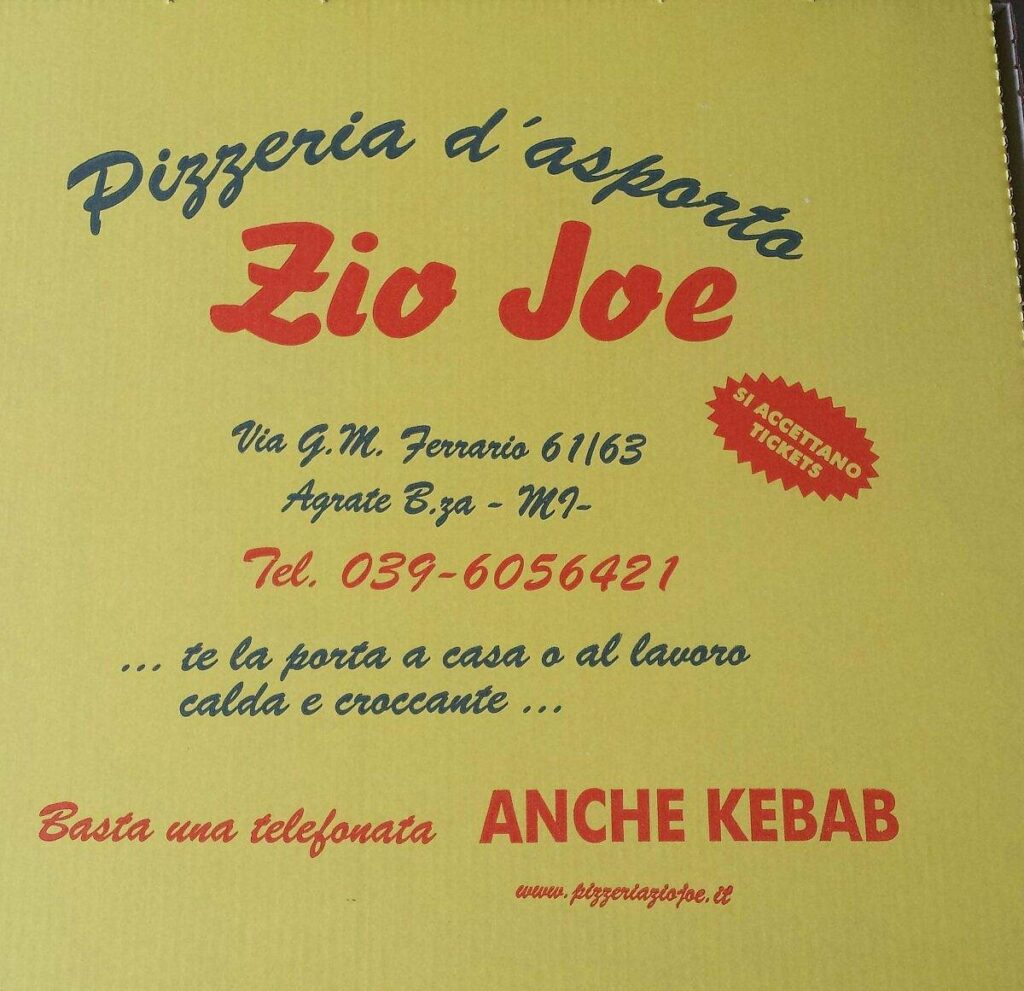 Pizzeria d´asporto
Zio Joe
SI ACCETTANO
TICKETS
Via G.M. Ferrario 61/63
Agrate B.za - MI-
Tel. 039-6056421
... te la porta a casa o al lavoro
calda e croccante ...
Basta una telefonata
ANCHE KEBAB
www.pizzeriaziojoe.it